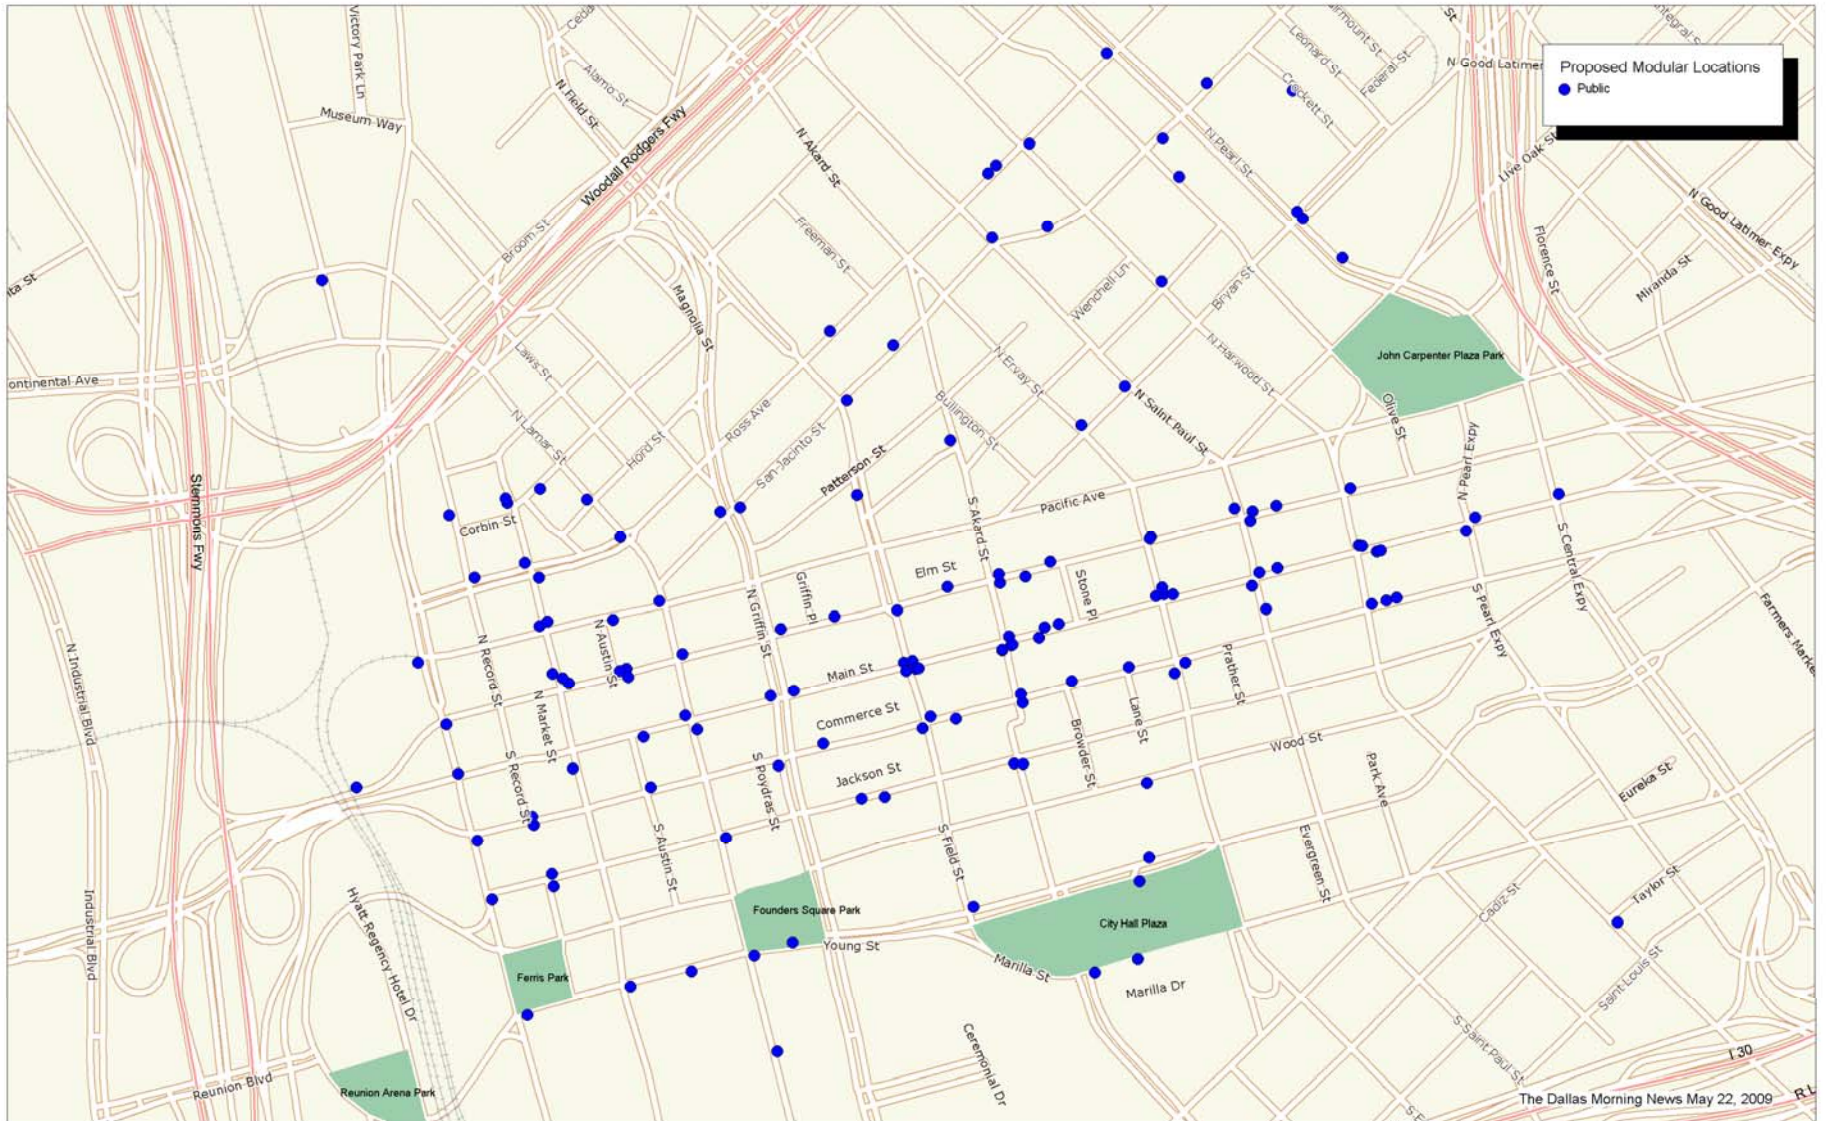 Victory Park Ln
Museum Way
Alamo St
N Field St
Woodall Rodgers Fwy
N Akard St
Leonard St
Federal St
Crockett St
N Good Latimer
Proposed Modular Locations
Public
Live Oak St
N Pearl St
N Good Latimer Expy
Broom St
Freeman St
Florence St
Miranda St
Magnolia St
Wenchell Ln
Bryan St
ontinental Ave
Laws St
N Ervay St
N Harwood St
John Carpenter Plaza Park
N Lamar St
Hord St
Ross Ave
San Jacinto St
Patterson St
Bullington St
N Saint Paul St
Olive St
N Pearl Expy
Stemmons Fwy
Corbin St
Pacific Ave
S Akard St
S Central Expy
Elm St
Griffin Pl
N Griffin St
Stone Pl
S Pearl Expy
N Industrial Blvd
N Record St
N Austin St
Main St
Prather St
N Market St
Commerce St
Lane St
Browder St
Wood St
S Record St
S Poydras St
Jackson St
Park Ave
Eureka St
S Austin St
S Field St
Evergreen St
Taylor St
Industrial Blvd
Hyatt Regency Hotel Dr
Founders Square Park
City Hall Plaza
Cadiz St
Young St
Ferris Park
Marilla St
Marilla Dr
Saint Louis St
Ceremonial Dr
S Saint Paul St
I 30
Reunion Blvd
Reunion Arena Park
The Dallas Morning News May 22, 2009
R L